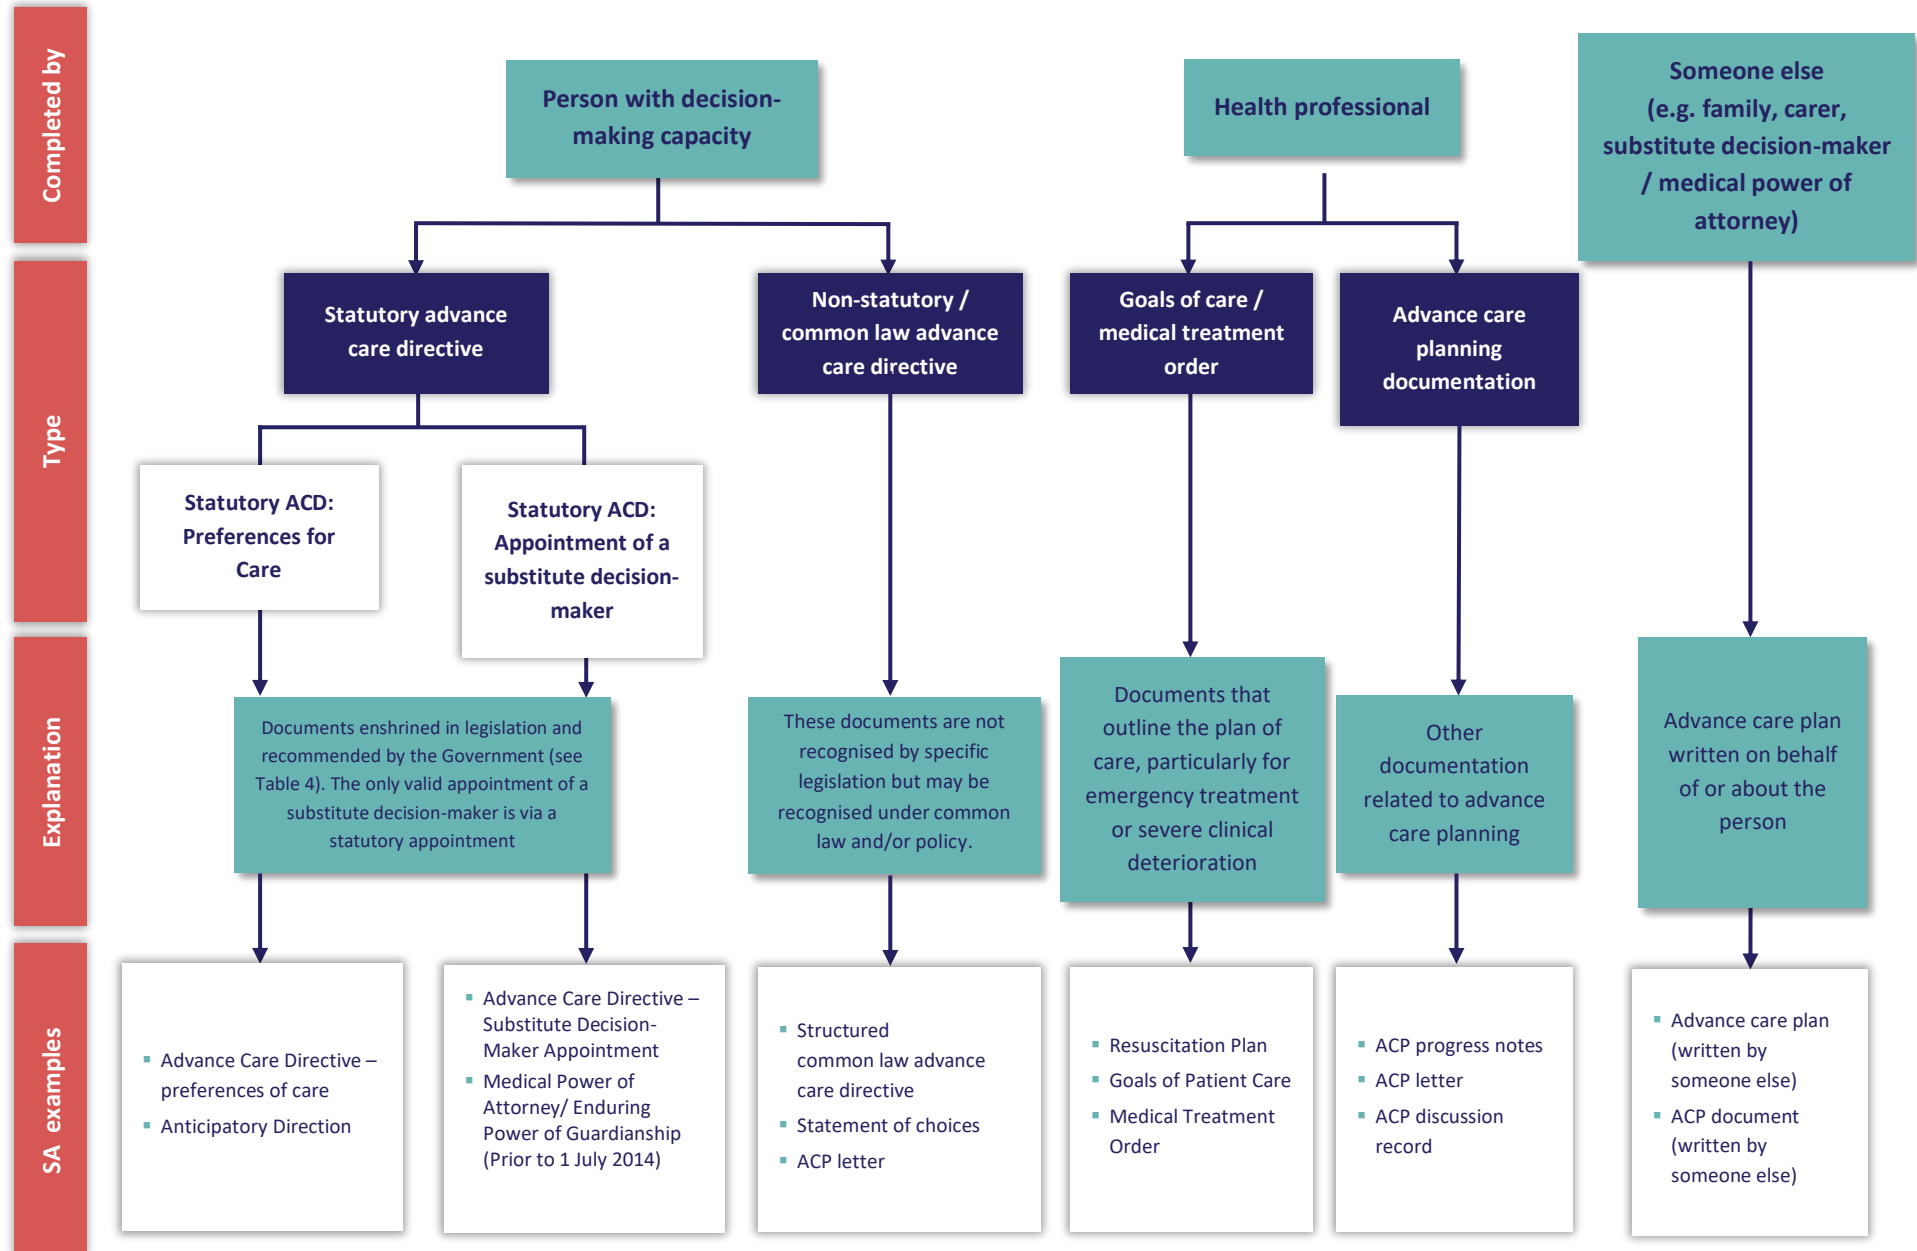 Completed by
Person with decision-
making capacity
Health professional
Someone else
(e.g. family, carer,
substitute decision-maker
/ medical power of
attorney)
Type
Statutory advance
care directive
Non-statutory /
common law advance
care directive
Goals of care /
medical treatment
order
Advance care
planning
documentation
Statutory ACD:
Preferences for
Care
Statutory ACD:
Appointment of a
substitute decision-
maker
Explanation
Documents enshrined in legislation and
recommended by the Government (see
Table 4). The only valid appointment of a
substitute decision-maker is via a
statutory appointment
These documents are not
recognised by specific
legislation but may be
recognised under common
law and/or policy.
Documents that
outline the plan of
care, particularly for
emergency treatment
or severe clinical
deterioration
Other
documentation
related to advance
care planning
Advance care plan
written on behalf
of or about the
person
SA examples
▪ Advance Care Directive –
preferences of care
▪ Anticipatory Direction
▪ Advance Care Directive –
Substitute Decision-
Maker Appointment
▪ Medical Power of
Attorney/ Enduring
Power of Guardianship
(Prior to 1 July 2014)
▪ Structured
common law advance
care directive
▪ Statement of choices
▪ ACP letter
▪ Resuscitation Plan
▪ Goals of Patient Care
▪ Medical Treatment
Order
▪ ACP progress notes
▪ ACP letter
▪ ACP discussion
record
▪ Advance care plan
(written by
someone else)
▪ ACP document
(written by
someone else)